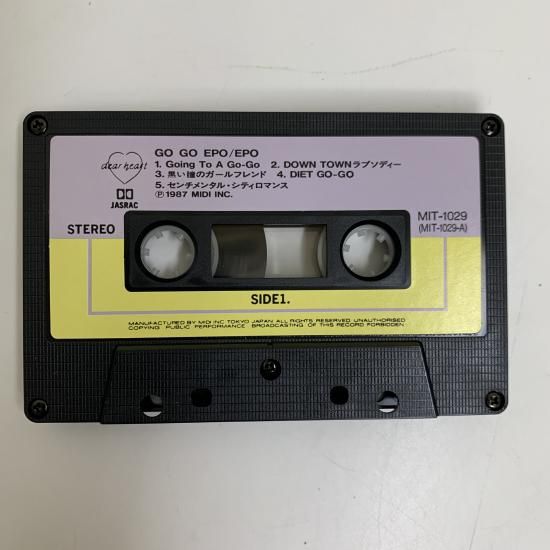 dear heart
GO GO EPO/EPO
1. Going To A Go-Go 2. DOWN TOWNラプソディー
3. 黒い瞳のガールフレンド 4. DIET GO-GO
5. センチメンタル・シティロマンス
Ⓟ1987 MIDI INC.
JASRAC
STEREO
MIT-1029
(MIT-1029-A)
SIDE1.
MANUFACTURED BY MIDI INC TOKYO JAPAN ALL RIGHTS RESERVED UNAUTHORISED
COPYING PUBLIC PERFORMANCE BROADCASTING OF THIS RECORD FORBIDDEN